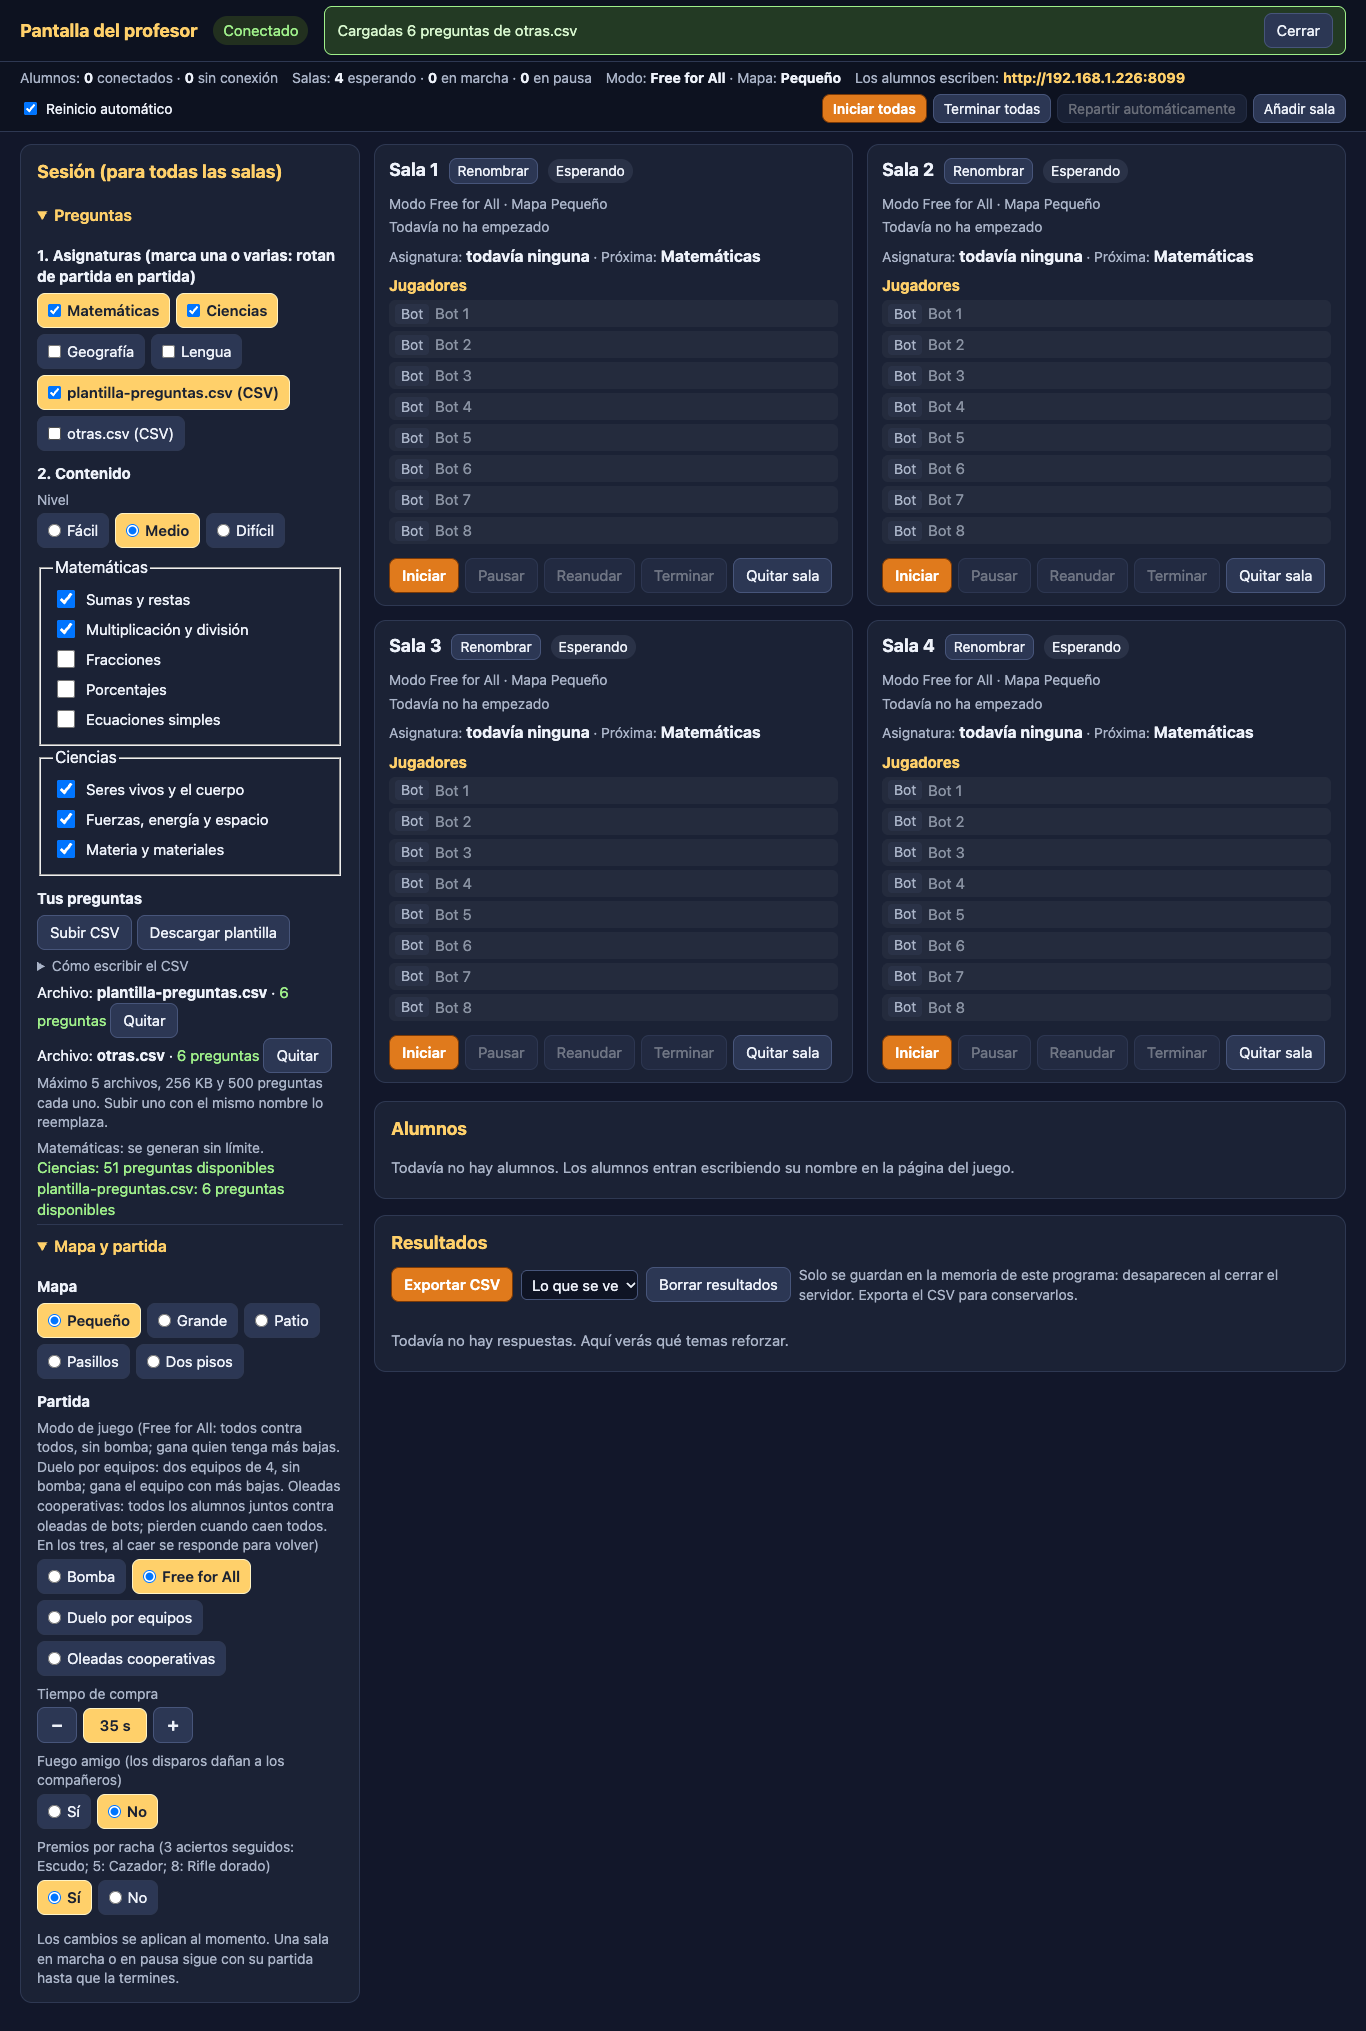 Pantalla del profesor
Conectado
Cargadas 6 preguntas de otras.csv
Cerrar
Alumnos: 0 conectados · 0 sin conexión Salas: 4 esperando · 0 en marcha · 0 en pausa Modo: Free for All · Mapa: Pequeño Los alumnos escriben: http://192.168.1.226:8099
Reinicio automático
Iniciar todas Terminar todas Repartir automáticamente Añadir sala
Sesión (para todas las salas)
▼ Preguntas
1. Asignaturas (marca una o varias: rotan
de partida en partida)
Matemáticas Ciencias
Geografía Lengua
plantilla-preguntas.csv (CSV)
otras.csv (CSV)
2. Contenido
Nivel
Fácil Medio Difícil
Matemáticas
Sumas y restas
Multiplicación y división
Fracciones
Porcentajes
Ecuaciones simples
Ciencias
Seres vivos y el cuerpo
Fuerzas, energía y espacio
Materia y materiales
Tus preguntas
Subir CSV Descargar plantilla
▶ Cómo escribir el CSV
Archivo: plantilla-preguntas.csv · 6
preguntas Quitar
Archivo: otras.csv · 6 preguntas Quitar
Máximo 5 archivos, 256 KB y 500 preguntas
cada uno. Subir uno con el mismo nombre lo
reemplaza.
Matemáticas: se generan sin límite.
Ciencias: 51 preguntas disponibles
plantilla-preguntas.csv: 6 preguntas
disponibles
▼ Mapa y partida
Mapa
Pequeño Grande Patio
Pasillos Dos pisos
Partida
Modo de juego (Free for All: todos contra
todos, sin bomba; gana quien tenga más bajas.
Duelo por equipos: dos equipos de 4, sin
bomba; gana el equipo con más bajas. Oleadas
cooperativas: todos los alumnos juntos contra
oleadas de bots; pierden cuando caen todos.
En los tres, al caer se responde para volver)
Bomba Free for All
Duelo por equipos
Oleadas cooperativas
Tiempo de compra
− 35 s +
Fuego amigo (los disparos dañan a los
compañeros)
Sí No
Premios por racha (3 aciertos seguidos:
Escudo; 5: Cazador; 8: Rifle dorado)
Sí No
Los cambios se aplican al momento. Una sala
en marcha o en pausa sigue con su partida
hasta que la termines.
Sala 1 Renombrar Esperando
Modo Free for All · Mapa Pequeño
Todavía no ha empezado
Asignatura: todavía ninguna · Próxima: Matemáticas
Jugadores
Bot Bot 1
Bot Bot 2
Bot Bot 3
Bot Bot 4
Bot Bot 5
Bot Bot 6
Bot Bot 7
Bot Bot 8
Iniciar Pausar Reanudar Terminar Quitar sala
Sala 2 Renombrar Esperando
Modo Free for All · Mapa Pequeño
Todavía no ha empezado
Asignatura: todavía ninguna · Próxima: Matemáticas
Jugadores
Bot Bot 1
Bot Bot 2
Bot Bot 3
Bot Bot 4
Bot Bot 5
Bot Bot 6
Bot Bot 7
Bot Bot 8
Iniciar Pausar Reanudar Terminar Quitar sala
Sala 3 Renombrar Esperando
Modo Free for All · Mapa Pequeño
Todavía no ha empezado
Asignatura: todavía ninguna · Próxima: Matemáticas
Jugadores
Bot Bot 1
Bot Bot 2
Bot Bot 3
Bot Bot 4
Bot Bot 5
Bot Bot 6
Bot Bot 7
Bot Bot 8
Iniciar Pausar Reanudar Terminar Quitar sala
Sala 4 Renombrar Esperando
Modo Free for All · Mapa Pequeño
Todavía no ha empezado
Asignatura: todavía ninguna · Próxima: Matemáticas
Jugadores
Bot Bot 1
Bot Bot 2
Bot Bot 3
Bot Bot 4
Bot Bot 5
Bot Bot 6
Bot Bot 7
Bot Bot 8
Iniciar Pausar Reanudar Terminar Quitar sala
Alumnos
Todavía no hay alumnos. Los alumnos entran escribiendo su nombre en la página del juego.
Resultados
Exportar CSV Lo que se ve Borrar resultados
Solo se guardan en la memoria de este programa: desaparecen al cerrar el
servidor. Exporta el CSV para conservarlos.
Todavía no hay respuestas. Aquí verás qué temas reforzar.